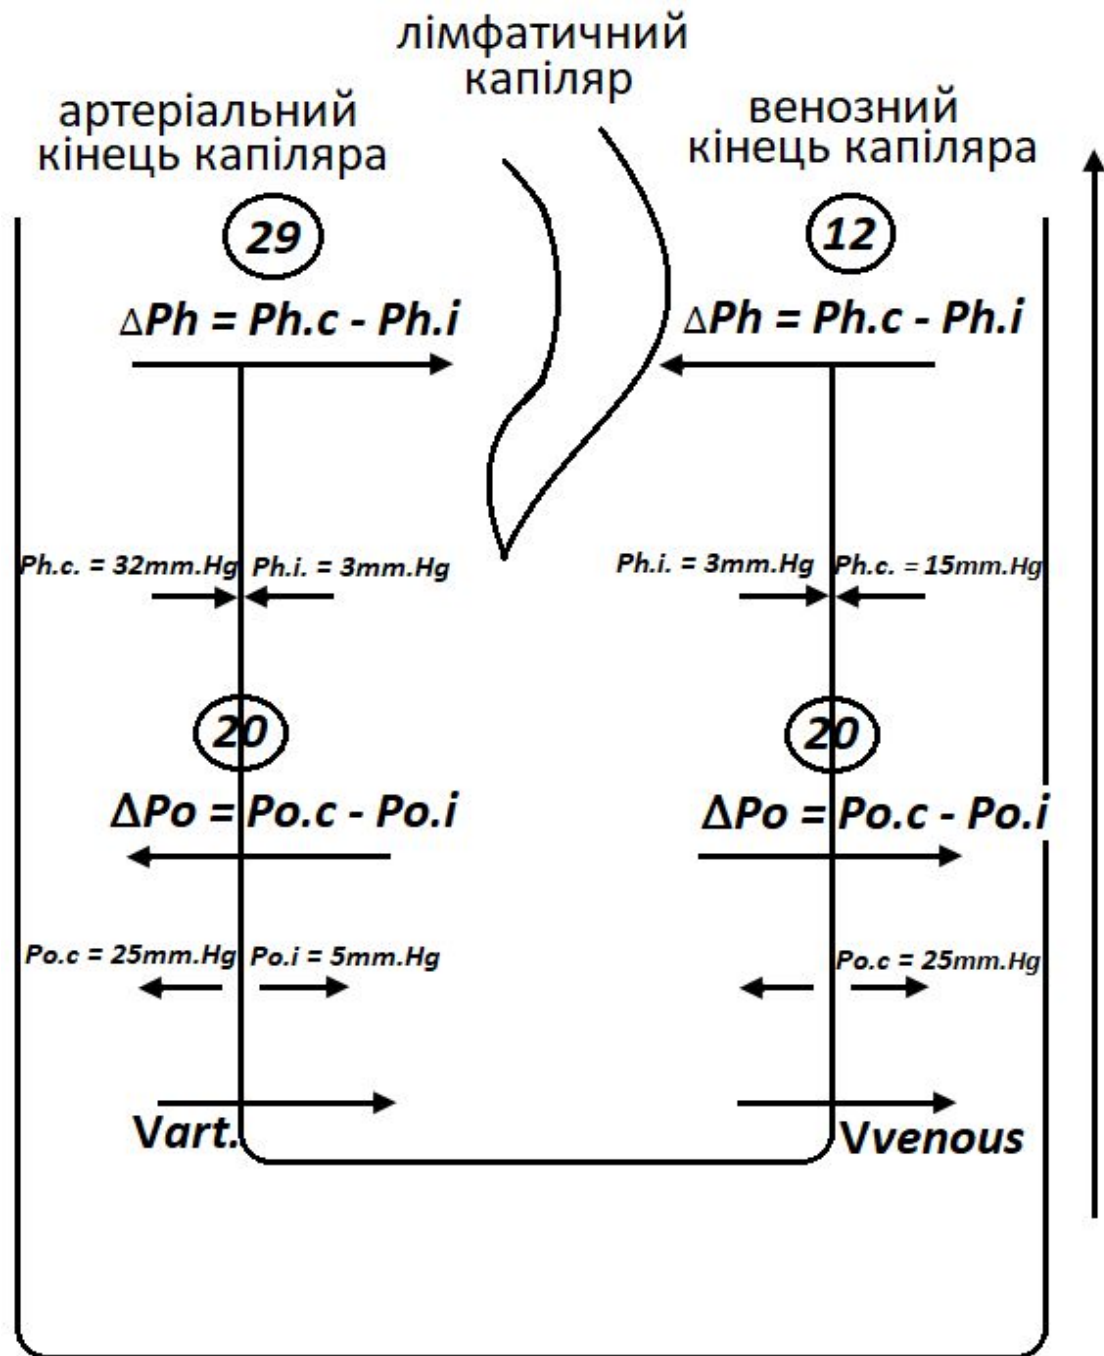 лімфатичний
капіляр
артеріальний
кінець капіляра
венозний
кінець капіляра
29
12
ΔPh = Ph.c - Ph.i
ΔPh = Ph.c - Ph.i
Ph.c. = 32mm.Hg
Ph.i. = 3mm.Hg
Ph.i. = 3mm.Hg
Ph.c. = 15mm.Hg
20
20
ΔPo = Po.c - Po.i
ΔPo = Po.c - Po.i
Po.c = 25mm.Hg
Po.i = 5mm.Hg
Po.c = 25mm.Hg
Vart.
Vvenous